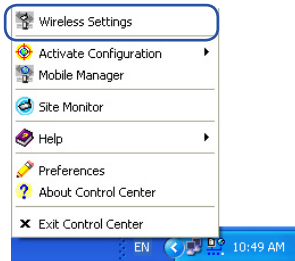 Wireless Settings
Activate Configuration
Mobile Manager
Site Monitor
Help
Preferences
About Control Center
Exit Control Center
EN 10:49 AM